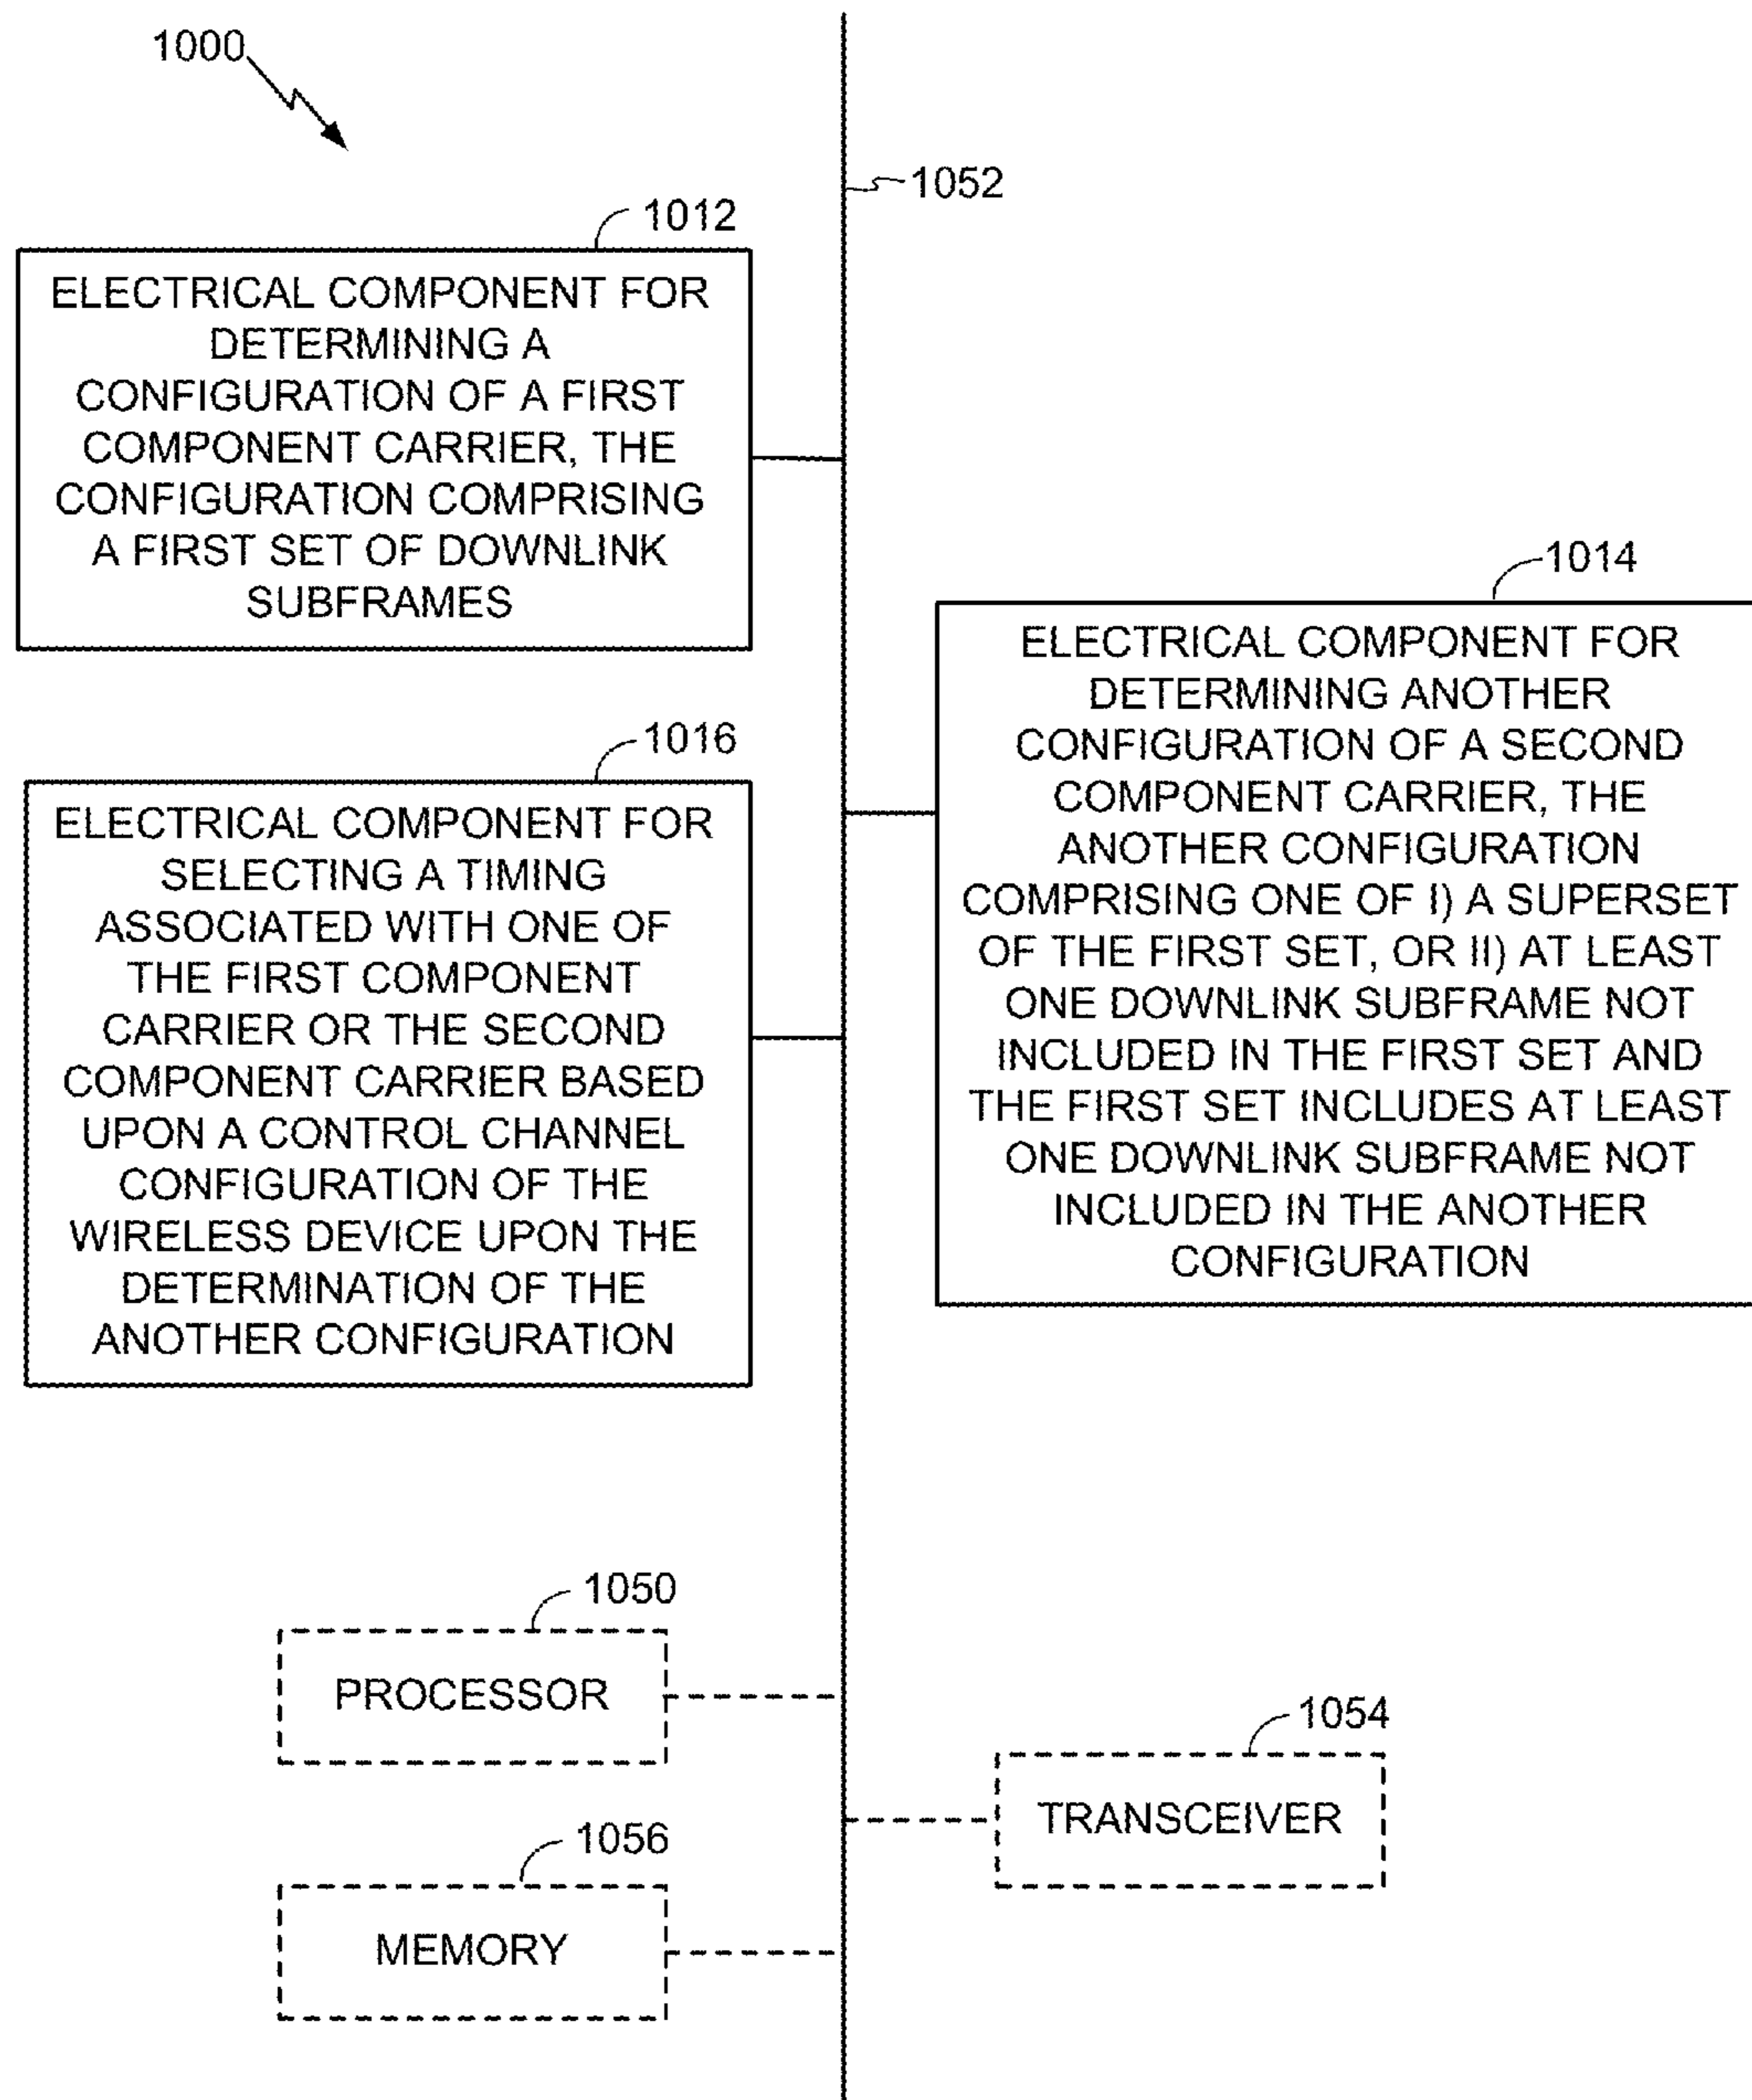 1000
1052
1012
ELECTRICAL COMPONENT FOR
DETERMINING A
CONFIGURATION OF A FIRST
COMPONENT CARRIER, THE
CONFIGURATION COMPRISING
A FIRST SET OF DOWNLINK
SUBFRAMES
1014
ELECTRICAL COMPONENT FOR
DETERMINING ANOTHER
CONFIGURATION OF A SECOND
COMPONENT CARRIER, THE
ANOTHER CONFIGURATION
COMPRISING ONE OF I) A SUPERSET
OF THE FIRST SET, OR II) AT LEAST
ONE DOWNLINK SUBFRAME NOT
INCLUDED IN THE FIRST SET AND
THE FIRST SET INCLUDES AT LEAST
ONE DOWNLINK SUBFRAME NOT
INCLUDED IN THE ANOTHER
CONFIGURATION
1016
ELECTRICAL COMPONENT FOR
SELECTING A TIMING
ASSOCIATED WITH ONE OF
THE FIRST COMPONENT
CARRIER OR THE SECOND
COMPONENT CARRIER BASED
UPON A CONTROL CHANNEL
CONFIGURATION OF THE
WIRELESS DEVICE UPON THE
DETERMINATION OF THE
ANOTHER CONFIGURATION
1050
PROCESSOR
1054
TRANSCEIVER
1056
MEMORY